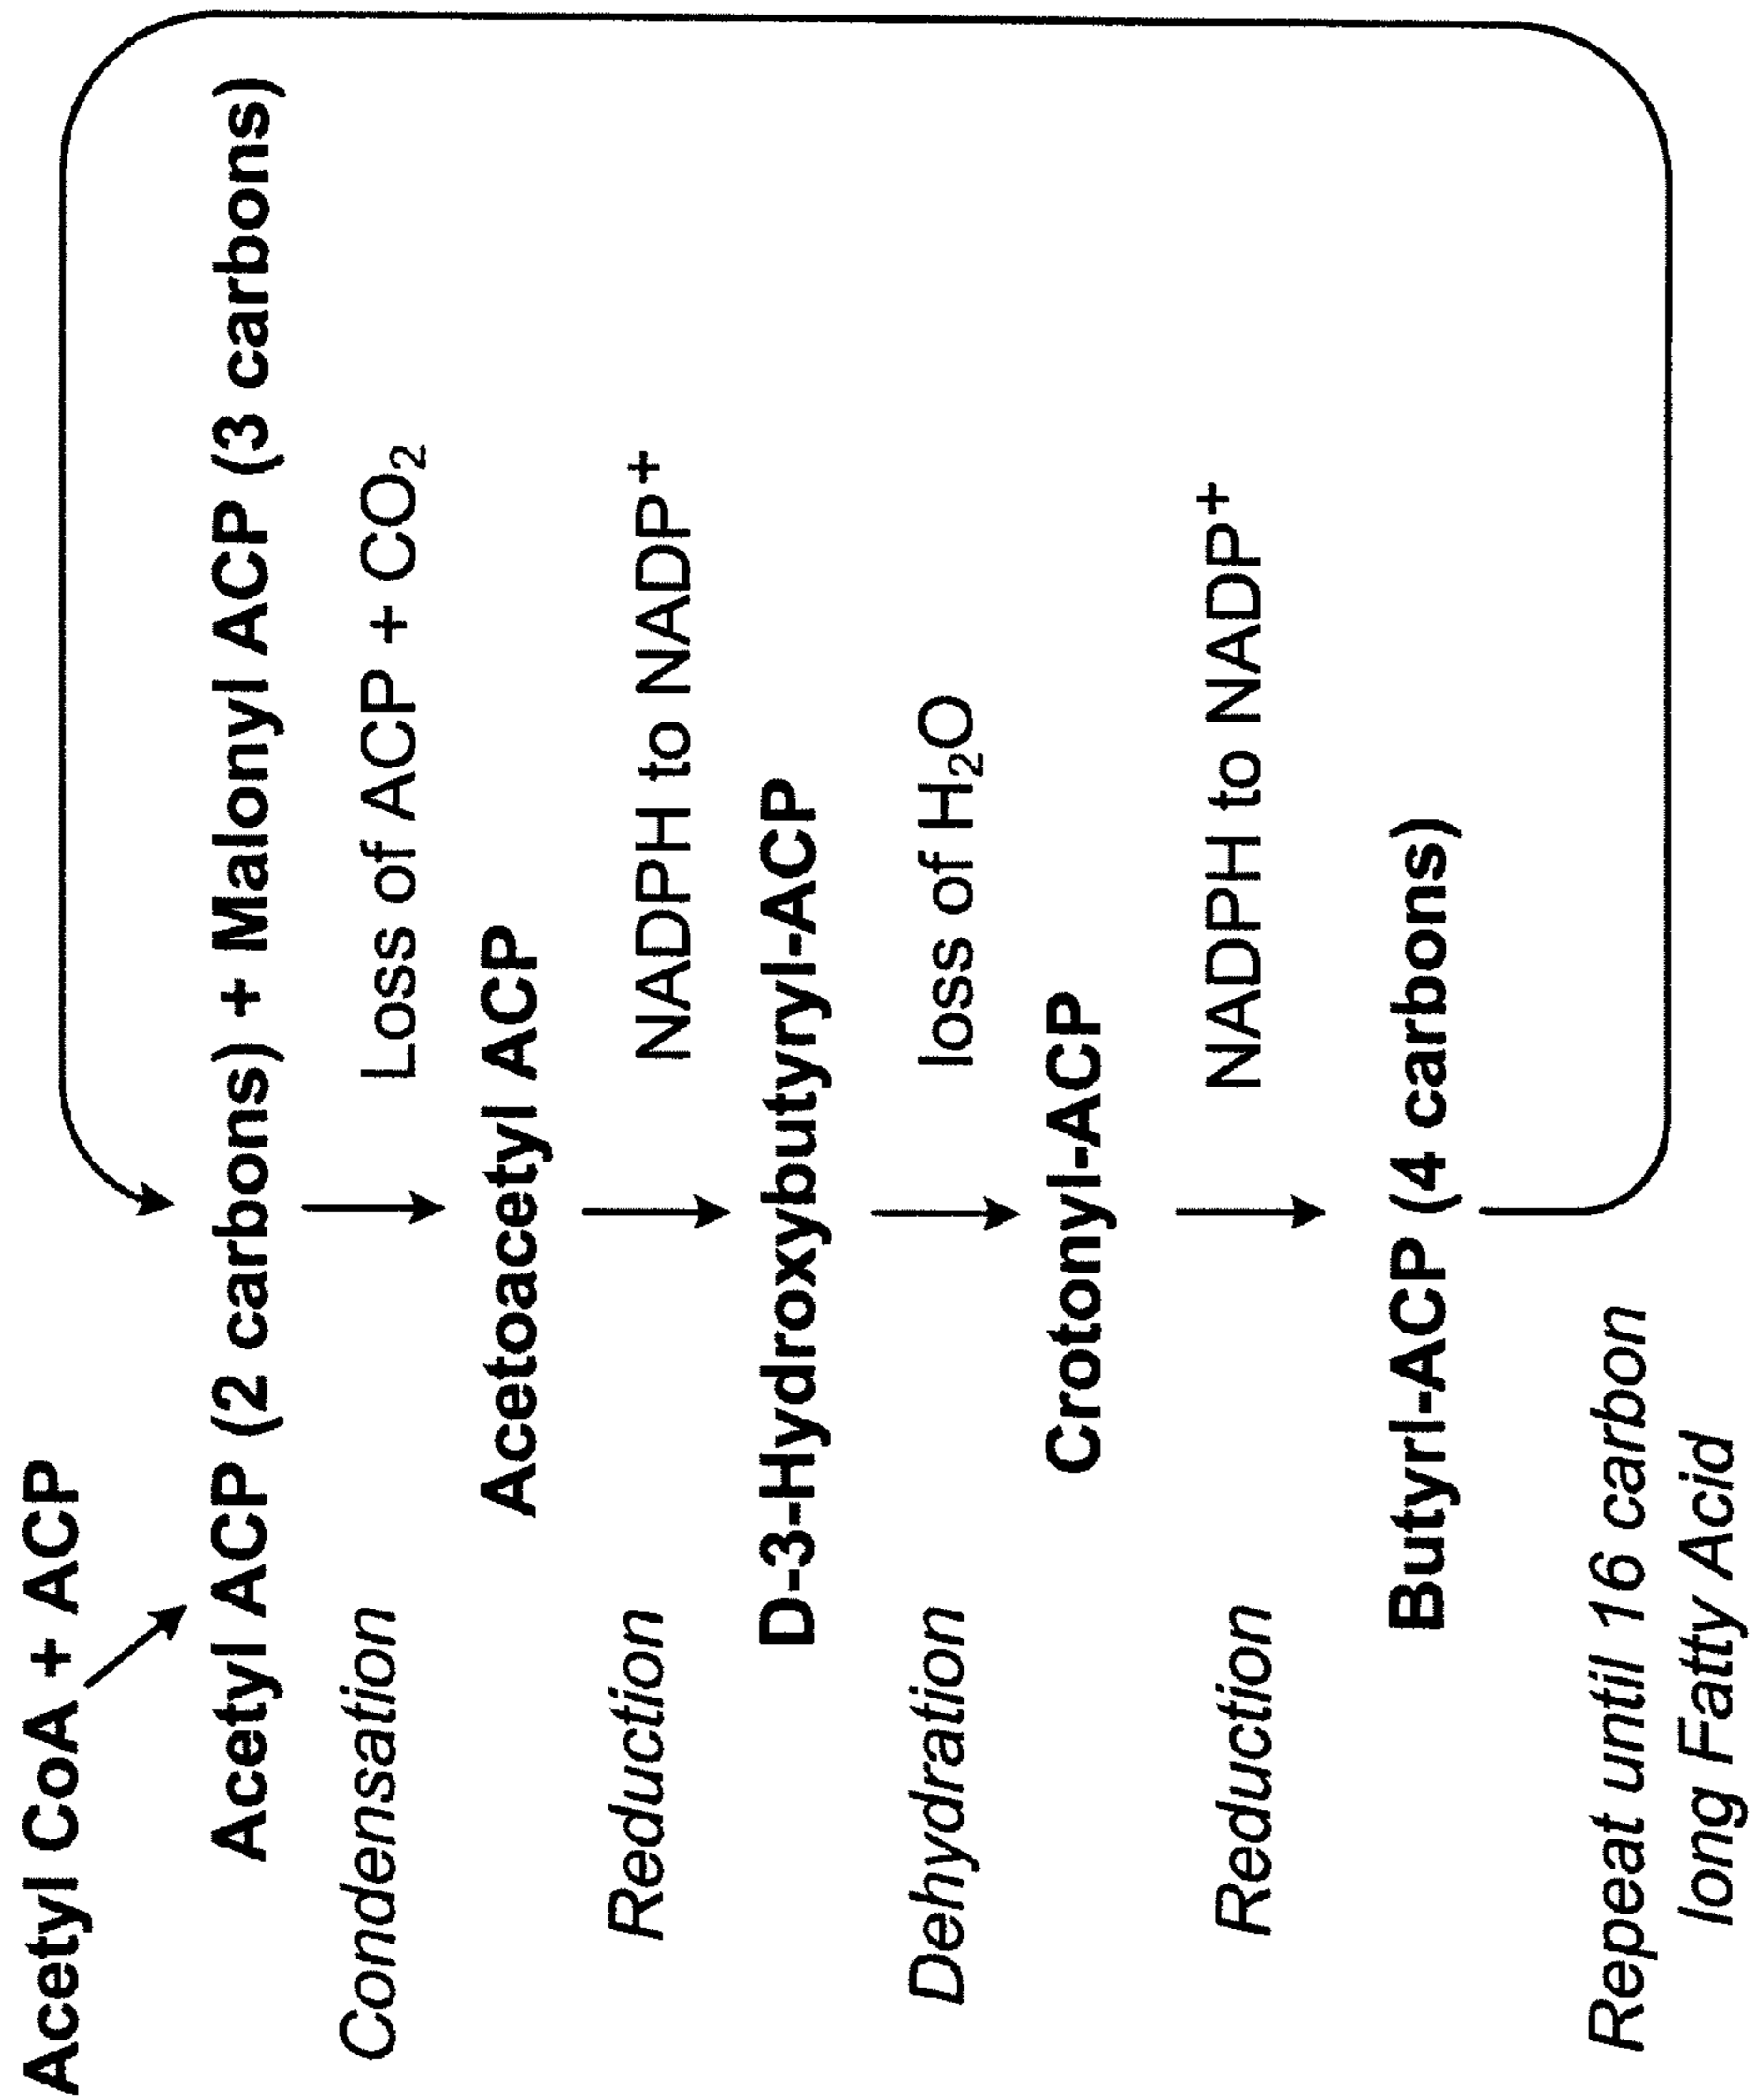 Acetyl CoA + ACP
Acetyl ACP (2 carbons) + Malonyl ACP (3 carbons)
Condensation
Loss of ACP + CO₂
Acetoacetyl ACP
Reduction
NADPH to NADP⁺
D-3-Hydroxybutyryl-ACP
Dehydration
loss of H₂O
Crotonyl-ACP
Reduction
NADPH to NADP⁺
Butyrl-ACP (4 carbons)
Repeat until 16 carbon
long Fatty Acid